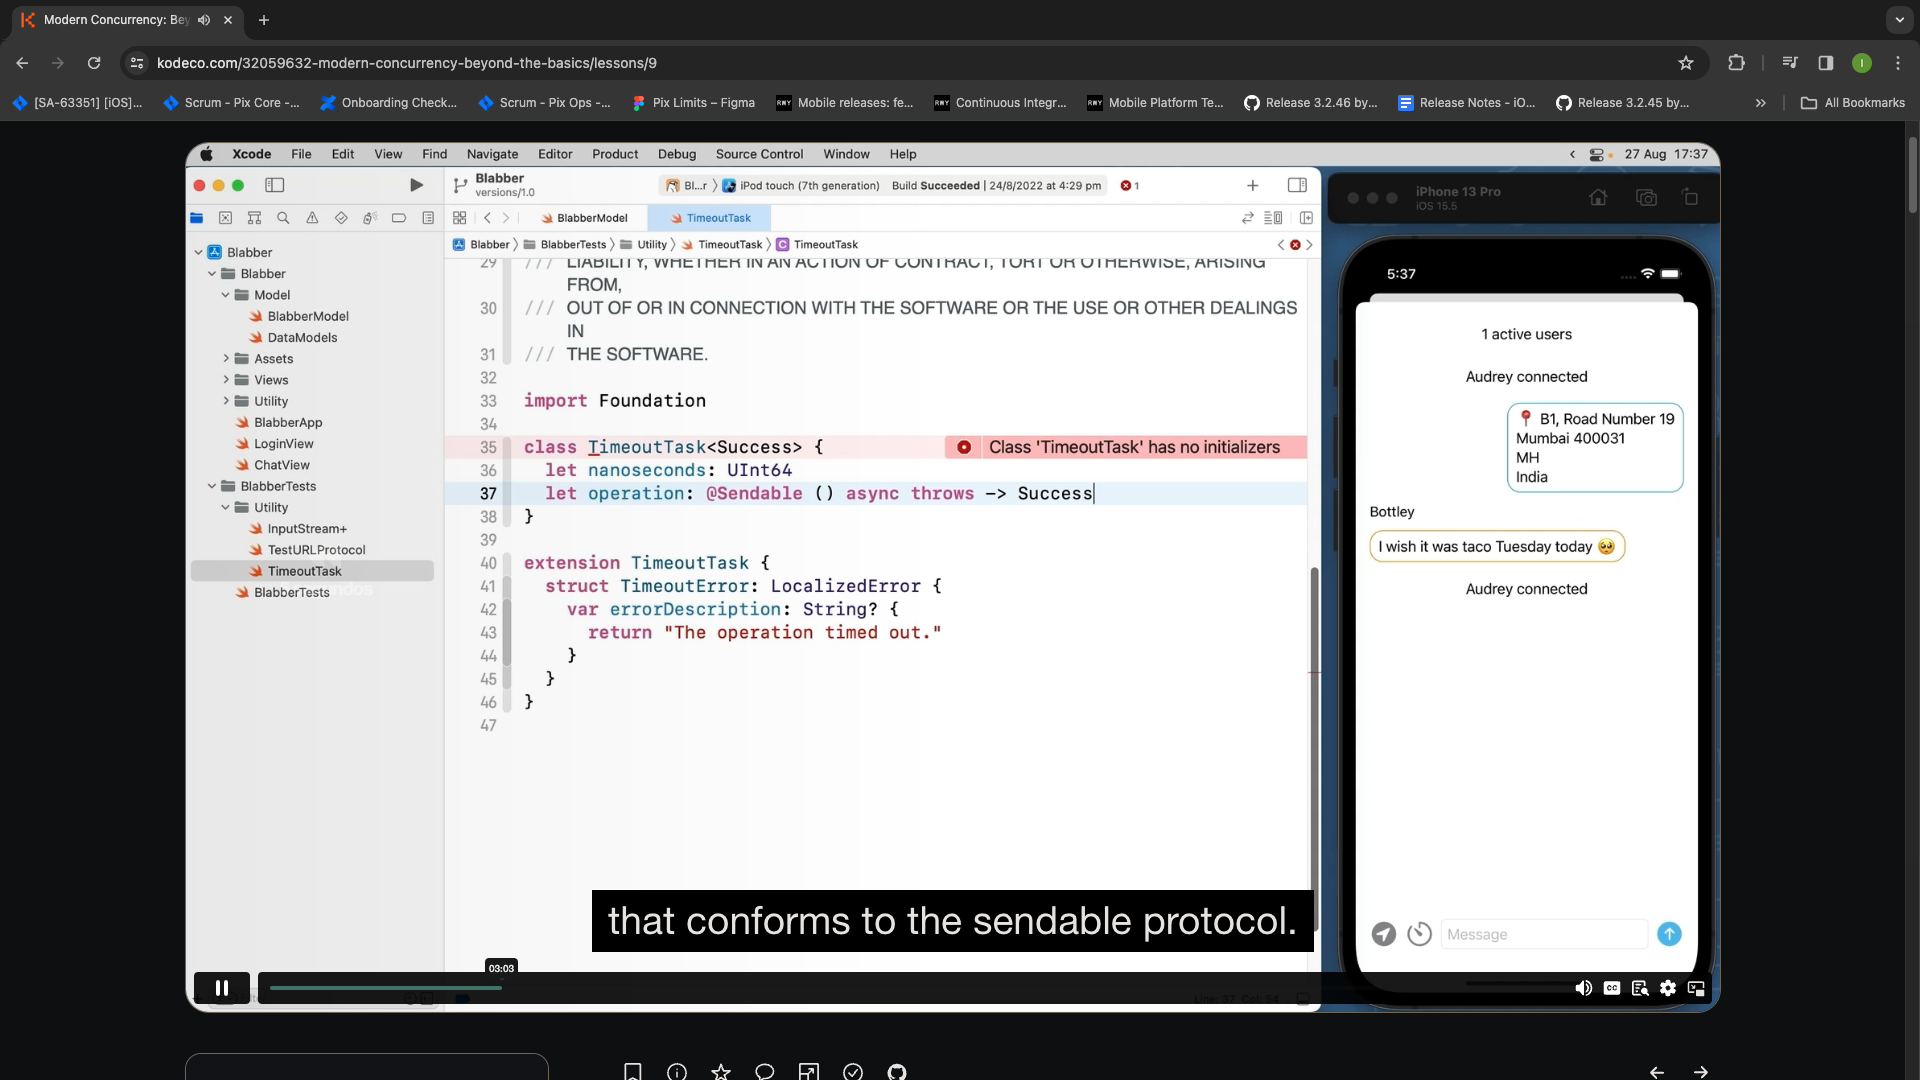 Modern Concurrency: Bey
kodeco.com/32059632-modern-concurrency-beyond-the-basics/lessons/9
[SA-63351] [iOS]...
Scrum - Pix Core -...
Onboarding Check...
Scrum - Pix Ops -...
Pix Limits – Figma
RWY Mobile releases: fe...
RWY Continuous Integr...
RWY Mobile Platform Te...
Release 3.2.46 by...
Release Notes - iO...
Release 3.2.45 by...
All Bookmarks
Xcode File Edit View Find Navigate Editor Product Debug Source Control Window Help
27 Aug 17:37
Blabber
versions/1.0
Bl...r 〉 iPod touch (7th generation)
Build Succeeded | 24/8/2022 at 4:29 pm
1
BlabberModel
TimeoutTask
Blabber 〉 BlabberTests 〉 Utility 〉 TimeoutTask 〉 C TimeoutTask
Blabber
Blabber
Model
BlabberModel
DataModels
Assets
Views
Utility
BlabberApp
LoginView
ChatView
BlabberTests
Utility
InputStream+
TestURLProtocol
TimeoutTask
BlabberTests
29 /// LIABILITY, WHETHER IN AN ACTION OF CONTRACT, TORT OR OTHERWISE, ARISING
FROM,
30 /// OUT OF OR IN CONNECTION WITH THE SOFTWARE OR THE USE OR OTHER DEALINGS
IN
31 /// THE SOFTWARE.
32
33 import Foundation
34
35 class TimeoutTask<Success> { Class 'TimeoutTask' has no initializers
36 let nanoseconds: UInt64
37 let operation: @Sendable () async throws -> Success
38 }
39
40 extension TimeoutTask {
41 struct TimeoutError: LocalizedError {
42 var errorDescription: String? {
43 return "The operation timed out."
44 }
45 }
46 }
47
iPhone 13 Pro
iOS 15.5
5:37
1 active users
Audrey connected
📍 B1, Road Number 19
Mumbai 400031
MH
India
Bottley
I wish it was taco Tuesday today 🥺
Audrey connected
Message
that conforms to the sendable protocol.
03:03
CC